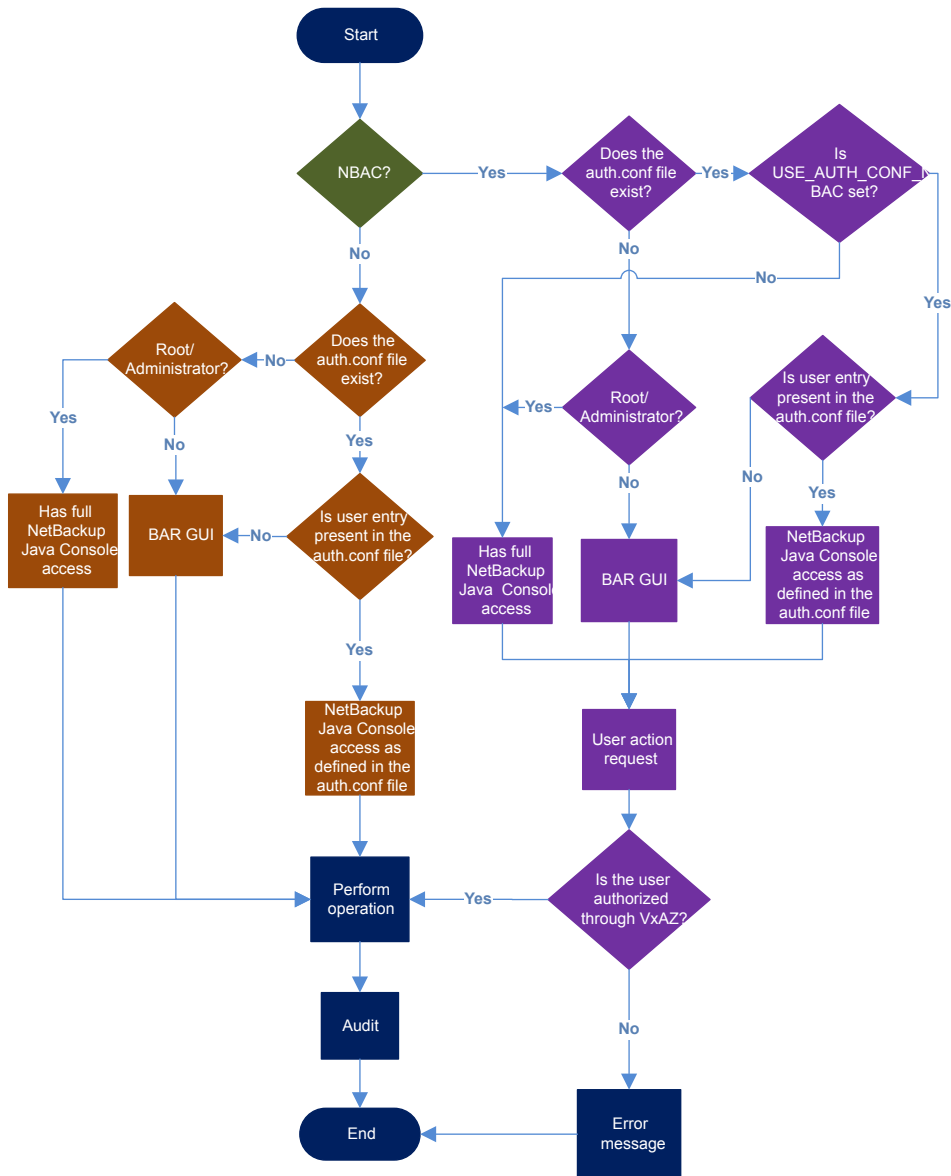 Start
NBAC?
Yes
Does the
auth.conf file
exist?
Yes
Is
USE_AUTH_CONF_N
BAC set?
No
No
No
Yes
Does the
auth.conf file
exist?
No
Root/
Administrator?
Yes
No
Yes
Root/
Administrator?
Yes
No
Is user entry
present in the
auth.conf file?
No
Yes
Has full
NetBackup
Java Console
access
BAR GUI
No
Is user entry
present in the
auth.conf file?
Yes
Has full
NetBackup
Java Console
access
BAR GUI
NetBackup
Java Console
access as
defined in the
auth.conf file
NetBackup
Java Console
access as
defined in the
auth.conf file
User action
request
Perform
operation
Yes
Is the user
authorized
through VxAZ?
No
Audit
End
Error
message